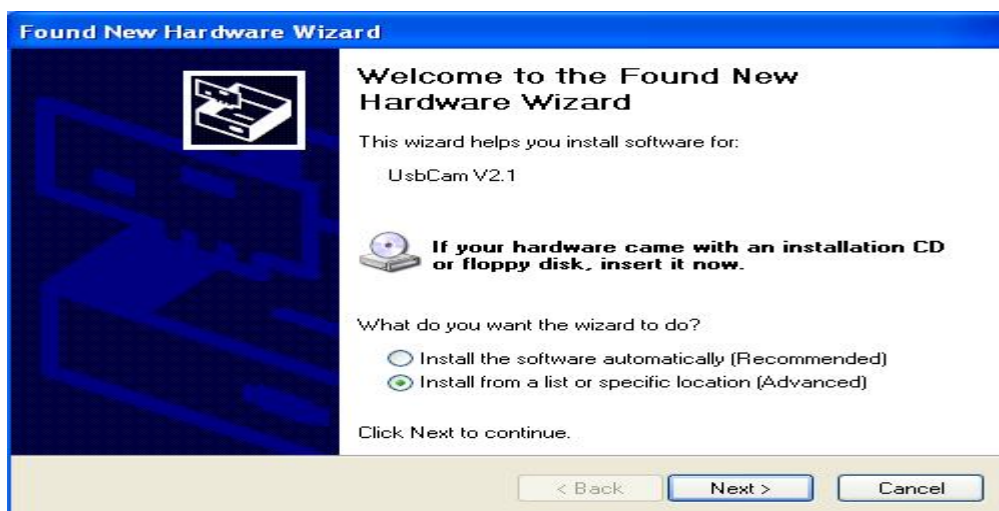 Found New Hardware Wizard
Welcome to the Found New
Hardware Wizard
This wizard helps you install software for:
UsbCam V2.1
If your hardware came with an installation CD
or floppy disk, insert it now.
What do you want the wizard to do?
Install the software automatically (Recommended)
Install from a list or specific location (Advanced)
Click Next to continue.
< Back Next > Cancel